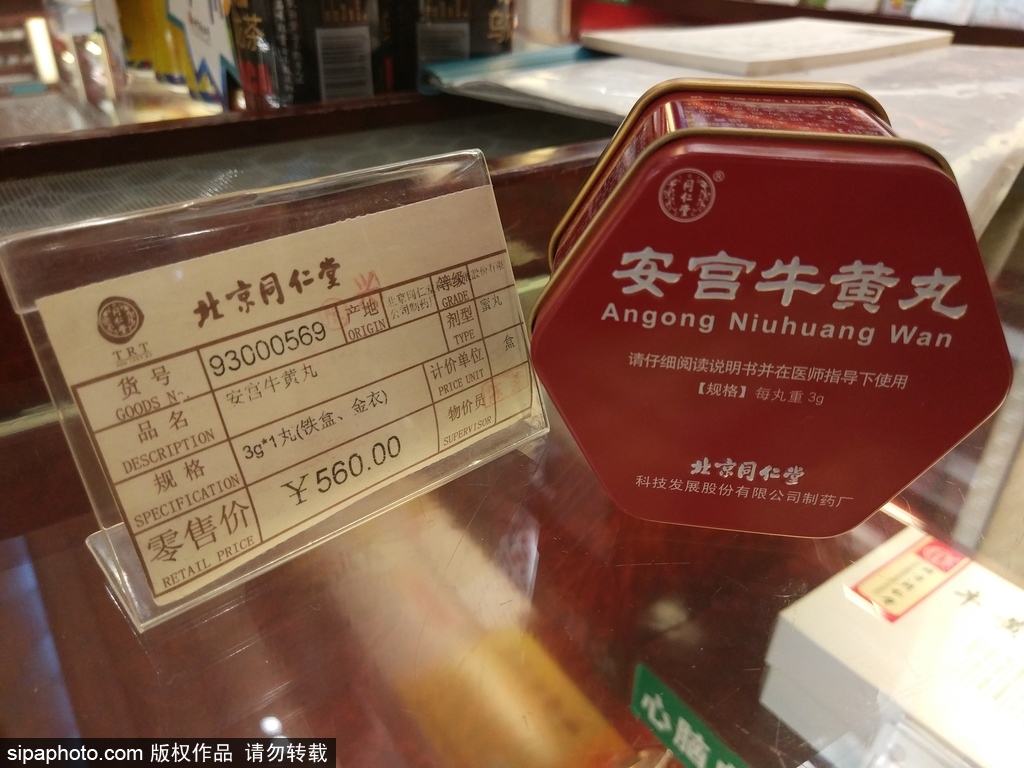 北京同仁堂
T.R.T
货号 93000569 产地 等级
GOODS No. ORIGIN GRADE
品名 安宫牛黄丸 剂型 蜜丸
DESCRIPTION TYPE
规格 3g*1丸(铁盒、金衣) 计价单位 盒
SPECIFICATION PRICE UNIT
零售价 ¥560.00 物价员
RETAIL PRICE SUPERVISOR
同仁堂®
安宫牛黄丸
Angong Niuhuang Wan
请仔细阅读说明书并在医师指导下使用
【规格】每丸重 3g
北京同仁堂
科技发展股份有限公司制药厂
心脑
sipaphoto.com 版权作品 请勿转载